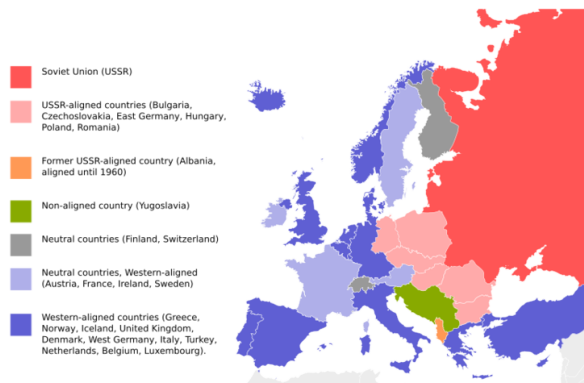 Soviet Union (USSR)
USSR-aligned countries (Bulgaria,
Czechoslovakia, East Germany, Hungary,
Poland, Romania)
Former USSR-aligned country (Albania,
aligned until 1960)
Non-aligned country (Yugoslavia)
Neutral countries (Finland, Switzerland)
Neutral countries, Western-aligned
(Austria, France, Ireland, Sweden)
Western-aligned countries (Greece,
Norway, Iceland, United Kingdom,
Denmark, West Germany, Italy, Turkey,
Netherlands, Belgium, Luxembourg).